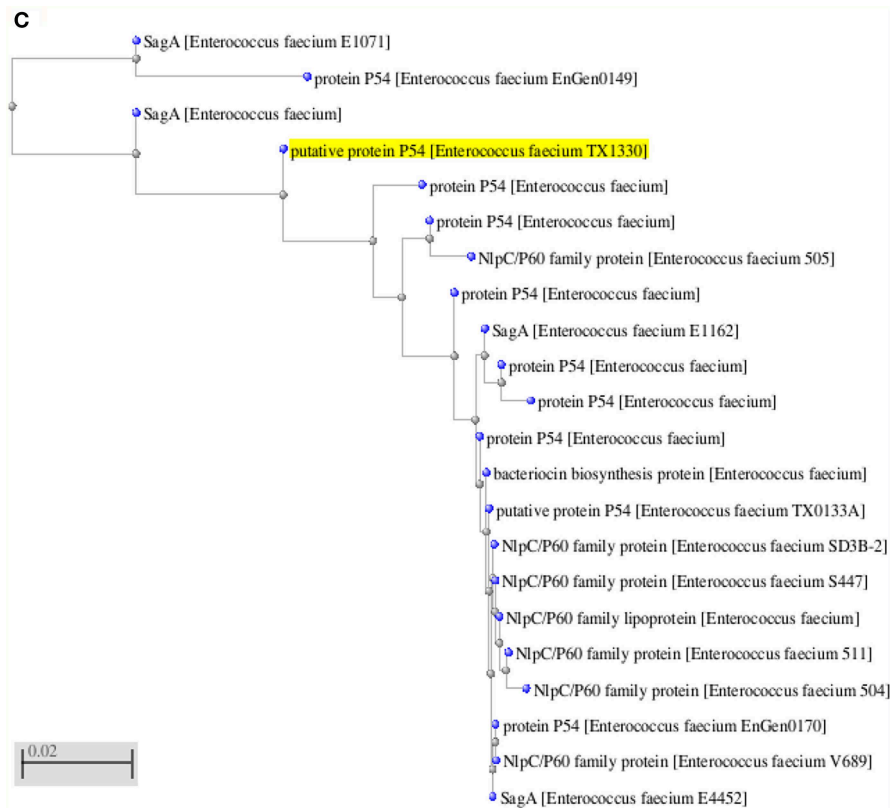 C
SagA [Enterococcus faecium E1071]
protein P54 [Enterococcus faecium EnGen0149]
SagA [Enterococcus faecium]
putative protein P54 [Enterococcus faecium TX1330]
protein P54 [Enterococcus faecium]
protein P54 [Enterococcus faecium]
NlpC/P60 family protein [Enterococcus faecium 505]
protein P54 [Enterococcus faecium]
SagA [Enterococcus faecium E1162]
protein P54 [Enterococcus faecium]
protein P54 [Enterococcus faecium]
protein P54 [Enterococcus faecium]
bacteriocin biosynthesis protein [Enterococcus faecium]
putative protein P54 [Enterococcus faecium TX0133A]
NlpC/P60 family protein [Enterococcus faecium SD3B-2]
NlpC/P60 family protein [Enterococcus faecium S447]
NlpC/P60 family lipoprotein [Enterococcus faecium]
NlpC/P60 family protein [Enterococcus faecium 511]
NlpC/P60 family protein [Enterococcus faecium 504]
protein P54 [Enterococcus faecium EnGen0170]
0.02
NlpC/P60 family protein [Enterococcus faecium V689]
SagA [Enterococcus faecium E4452]